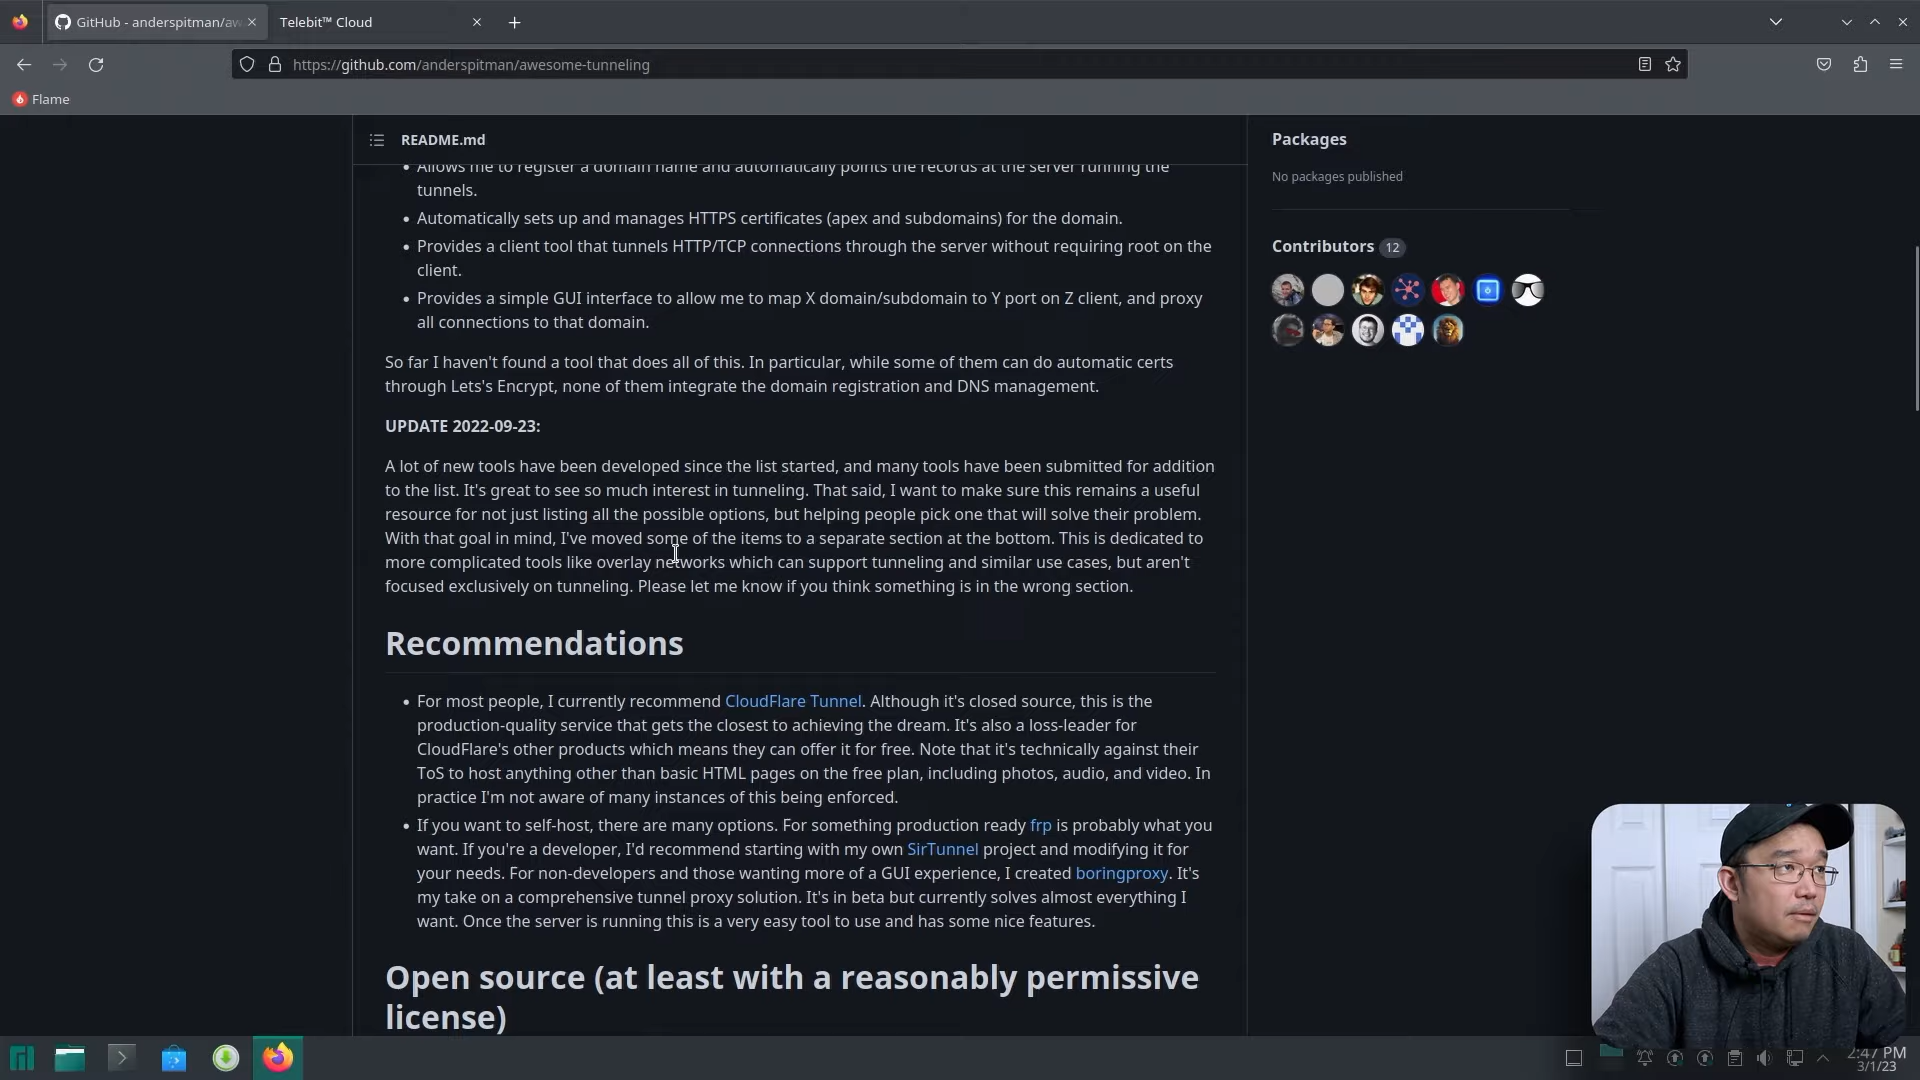 GitHub - anderspitman/aw
Telebit™ Cloud
https://github.com/anderspitman/awesome-tunneling
Flame
README.md
Allows me to register a domain name and automatically points the records at the server running the
tunnels.
Automatically sets up and manages HTTPS certificates (apex and subdomains) for the domain.
Provides a client tool that tunnels HTTP/TCP connections through the server without requiring root on the
client.
Provides a simple GUI interface to allow me to map X domain/subdomain to Y port on Z client, and proxy
all connections to that domain.
So far I haven't found a tool that does all of this. In particular, while some of them can do automatic certs
through Lets's Encrypt, none of them integrate the domain registration and DNS management.
UPDATE 2022-09-23:
A lot of new tools have been developed since the list started, and many tools have been submitted for addition
to the list. It's great to see so much interest in tunneling. That said, I want to make sure this remains a useful
resource for not just listing all the possible options, but helping people pick one that will solve their problem.
With that goal in mind, I've moved some of the items to a separate section at the bottom. This is dedicated to
more complicated tools like overlay networks which can support tunneling and similar use cases, but aren't
focused exclusively on tunneling. Please let me know if you think something is in the wrong section.
Recommendations
For most people, I currently recommend CloudFlare Tunnel. Although it's closed source, this is the
production-quality service that gets the closest to achieving the dream. It's also a loss-leader for
CloudFlare's other products which means they can offer it for free. Note that it's technically against their
ToS to host anything other than basic HTML pages on the free plan, including photos, audio, and video. In
practice I'm not aware of many instances of this being enforced.
If you want to self-host, there are many options. For something production ready frp is probably what you
want. If you're a developer, I'd recommend starting with my own SirTunnel project and modifying it for
your needs. For non-developers and those wanting more of a GUI experience, I created boringproxy. It's
my take on a comprehensive tunnel proxy solution. It's in beta but currently solves almost everything I
want. Once the server is running this is a very easy tool to use and has some nice features.
Open source (at least with a reasonably permissive
license)
Packages
No packages published
Contributors 12
2:47 PM
3/1/23